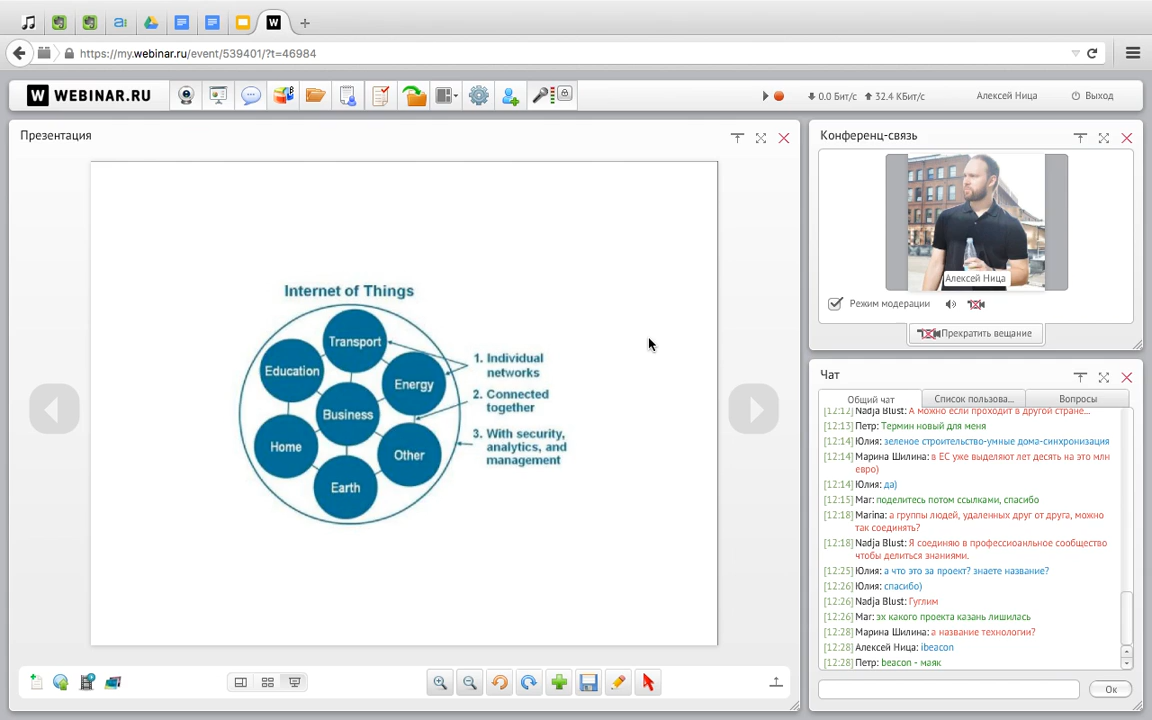 https://my.webinar.ru/event/539401/?t=46984
W WEBINAR.RU
0.0 Бит/с 32.4 КБит/с
Алексей Ница
Выход
Презентация
Internet of Things
Transport
Education
Energy
Business
Home
Other
Earth
1. Individual
networks
2. Connected
together
3. With security,
analytics, and
management
Конференц-связь
Алексей Ница
Режим модерации
Прекратить вещание
Чат
Общий чат
Список пользова...
Вопросы
[12:12] Nadja Blust: А можно если проходит в другой стране...
[12:13] Петр: Термин новый для меня
[12:14] Юлия: зеленое строительство-умные дома-синхронизация
[12:14] Марина Шилина: в ЕС уже выделяют лет десять на это млн
евро)
[12:14] Юлия: да)
[12:15] Mar: поделитесь потом ссылками, спасибо
[12:18] Marina: а группы людей, удаленных друг от друга, можно
так соединять?
[12:18] Nadja Blust: Я соединяю в профессиоанльное сообщество
чтобы делиться знаниями.
[12:25] Юлия: а что это за проект? знаете название?
[12:26] Юлия: спасибо)
[12:26] Nadja Blust: Гуглим
[12:26] Mar: эх какого проекта казань лишилась
[12:28] Марина Шилина: а название технологии?
[12:28] Алексей Ница: ibeacon
[12:28] Петр: beacon - маяк
Ок